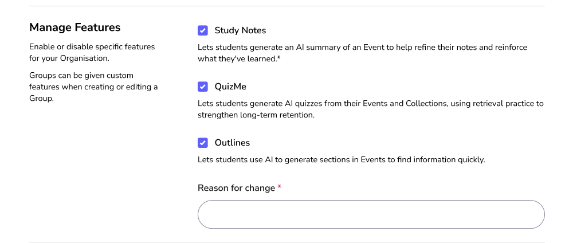 Manage Features
Enable or disable specific features
for your Organisation.
Groups can be given custom
features when creating or editing a
Group.
Study Notes
Lets students generate an AI summary of an Event to help refine their notes and reinforce
what they've learned.*
QuizMe
Lets students generate AI quizzes from their Events and Collections, using retrieval practice to
strengthen long-term retention.
Outlines
Lets students use AI to generate sections in Events to find information quickly.
Reason for change *